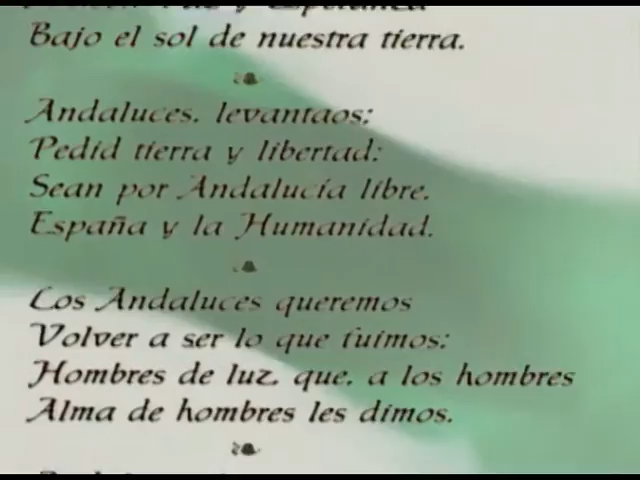 Bajo el sol de nuestra tierra.
Andaluces, levantaos;
Pedid tierra y libertad;
Sean por Andalucía libre,
España y la Humanidad.
Los Andaluces queremos
Volver a ser lo que fuimos;
Hombres de luz, que, a los hombres
Alma de hombres les dimos.